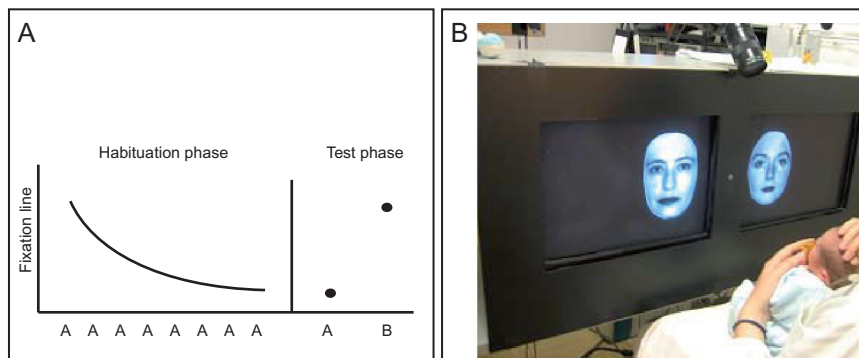 A
Habituation phase
Test phase
Fixation line
A A A A A A A A
A B
B